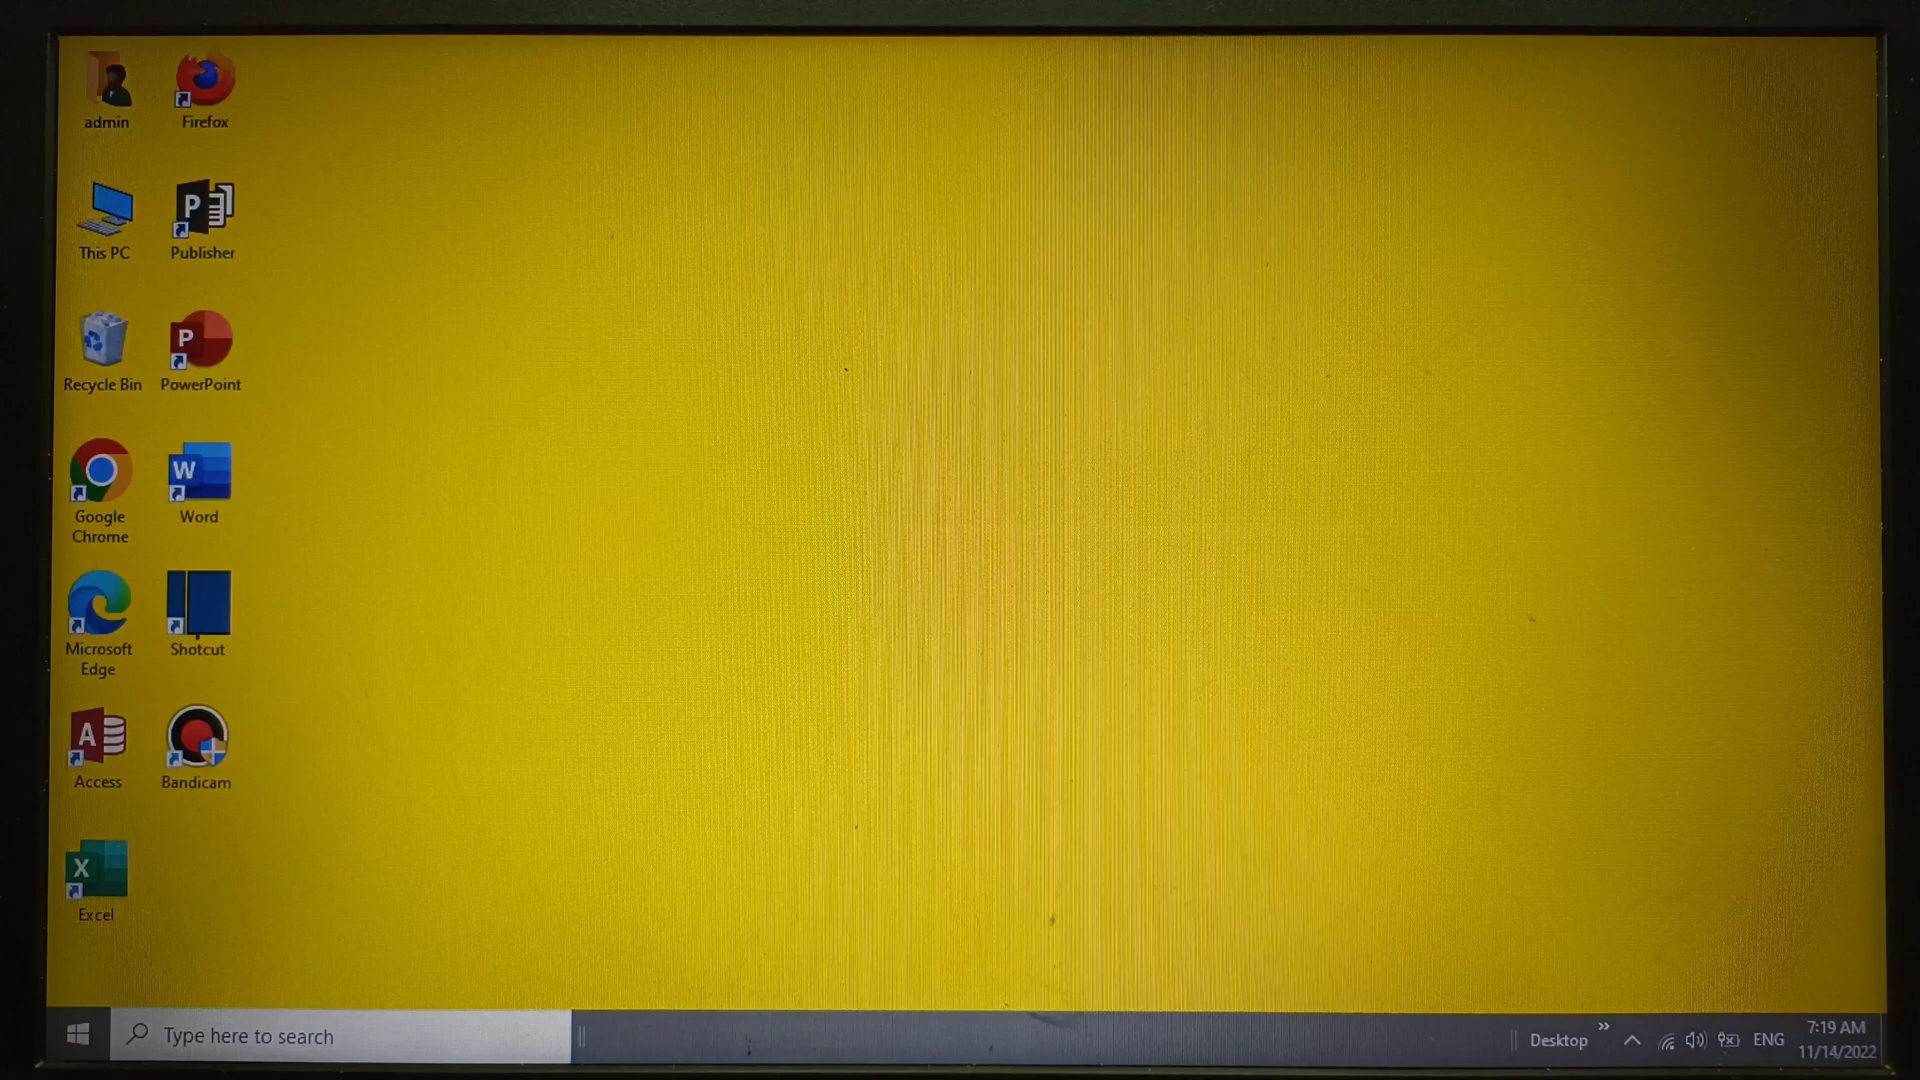 admin
Firefox
This PC
Publisher
Recycle Bin
PowerPoint
Google
Chrome
Word
Microsoft
Edge
Shotcut
Access
Bandicam
Excel
Type here to search
Desktop
ENG
7:19 AM
11/14/2022